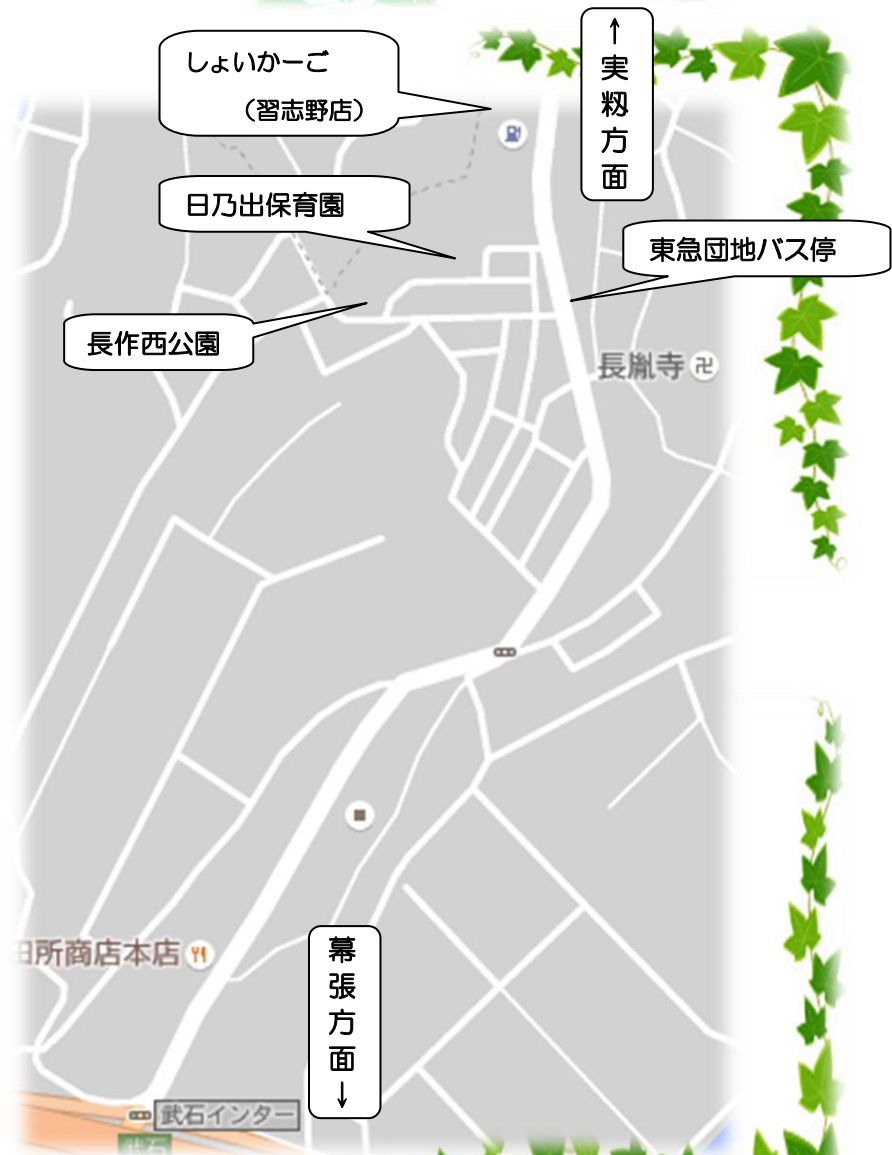 ↑実籾方面
しょいかーご
（習志野店）
日乃出保育園
東急団地バス停
長作西公園
長胤寺
田所商店本店
幕張方面↓
武石インター
武石